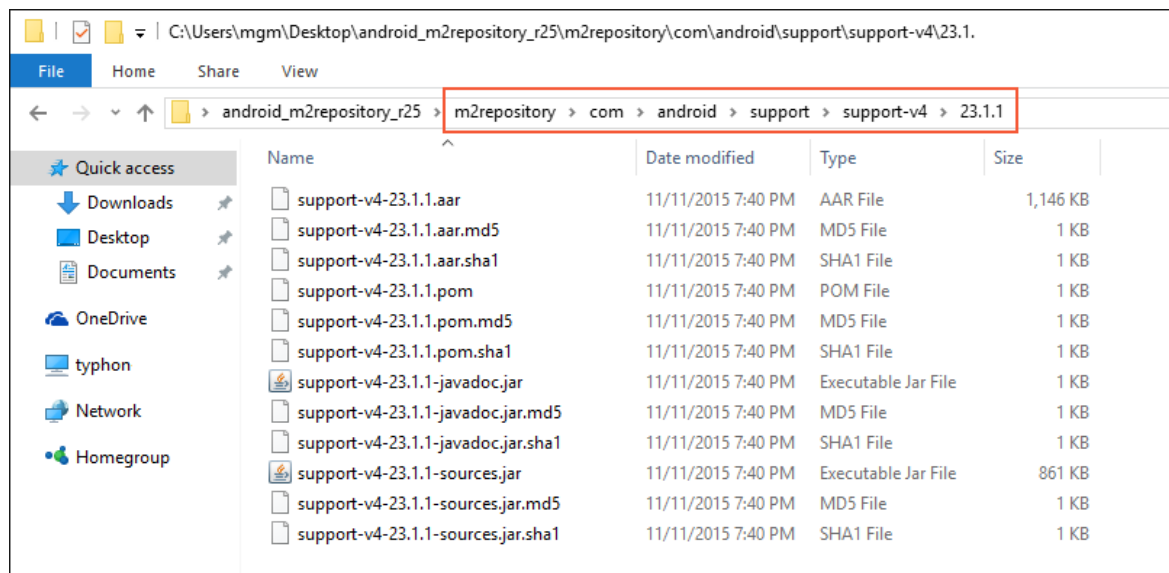 C:\Users\mgm\Desktop\android_m2repository_r25\m2repository\com\android\support\support-v4\23.1.
File Home Share View
android_m2repository_r25 > m2repository > com > android > support > support-v4 > 23.1.1
Quick access
Downloads
Desktop
Documents
OneDrive
typhon
Network
Homegroup
Name Date modified Type Size
support-v4-23.1.1.aar 11/11/2015 7:40 PM AAR File 1,146 KB
support-v4-23.1.1.aar.md5 11/11/2015 7:40 PM MD5 File 1 KB
support-v4-23.1.1.aar.sha1 11/11/2015 7:40 PM SHA1 File 1 KB
support-v4-23.1.1.pom 11/11/2015 7:40 PM POM File 1 KB
support-v4-23.1.1.pom.md5 11/11/2015 7:40 PM MD5 File 1 KB
support-v4-23.1.1.pom.sha1 11/11/2015 7:40 PM SHA1 File 1 KB
support-v4-23.1.1-javadoc.jar 11/11/2015 7:40 PM Executable Jar File 1 KB
support-v4-23.1.1-javadoc.jar.md5 11/11/2015 7:40 PM MD5 File 1 KB
support-v4-23.1.1-javadoc.jar.sha1 11/11/2015 7:40 PM SHA1 File 1 KB
support-v4-23.1.1-sources.jar 11/11/2015 7:40 PM Executable Jar File 861 KB
support-v4-23.1.1-sources.jar.md5 11/11/2015 7:40 PM MD5 File 1 KB
support-v4-23.1.1-sources.jar.sha1 11/11/2015 7:40 PM SHA1 File 1 KB